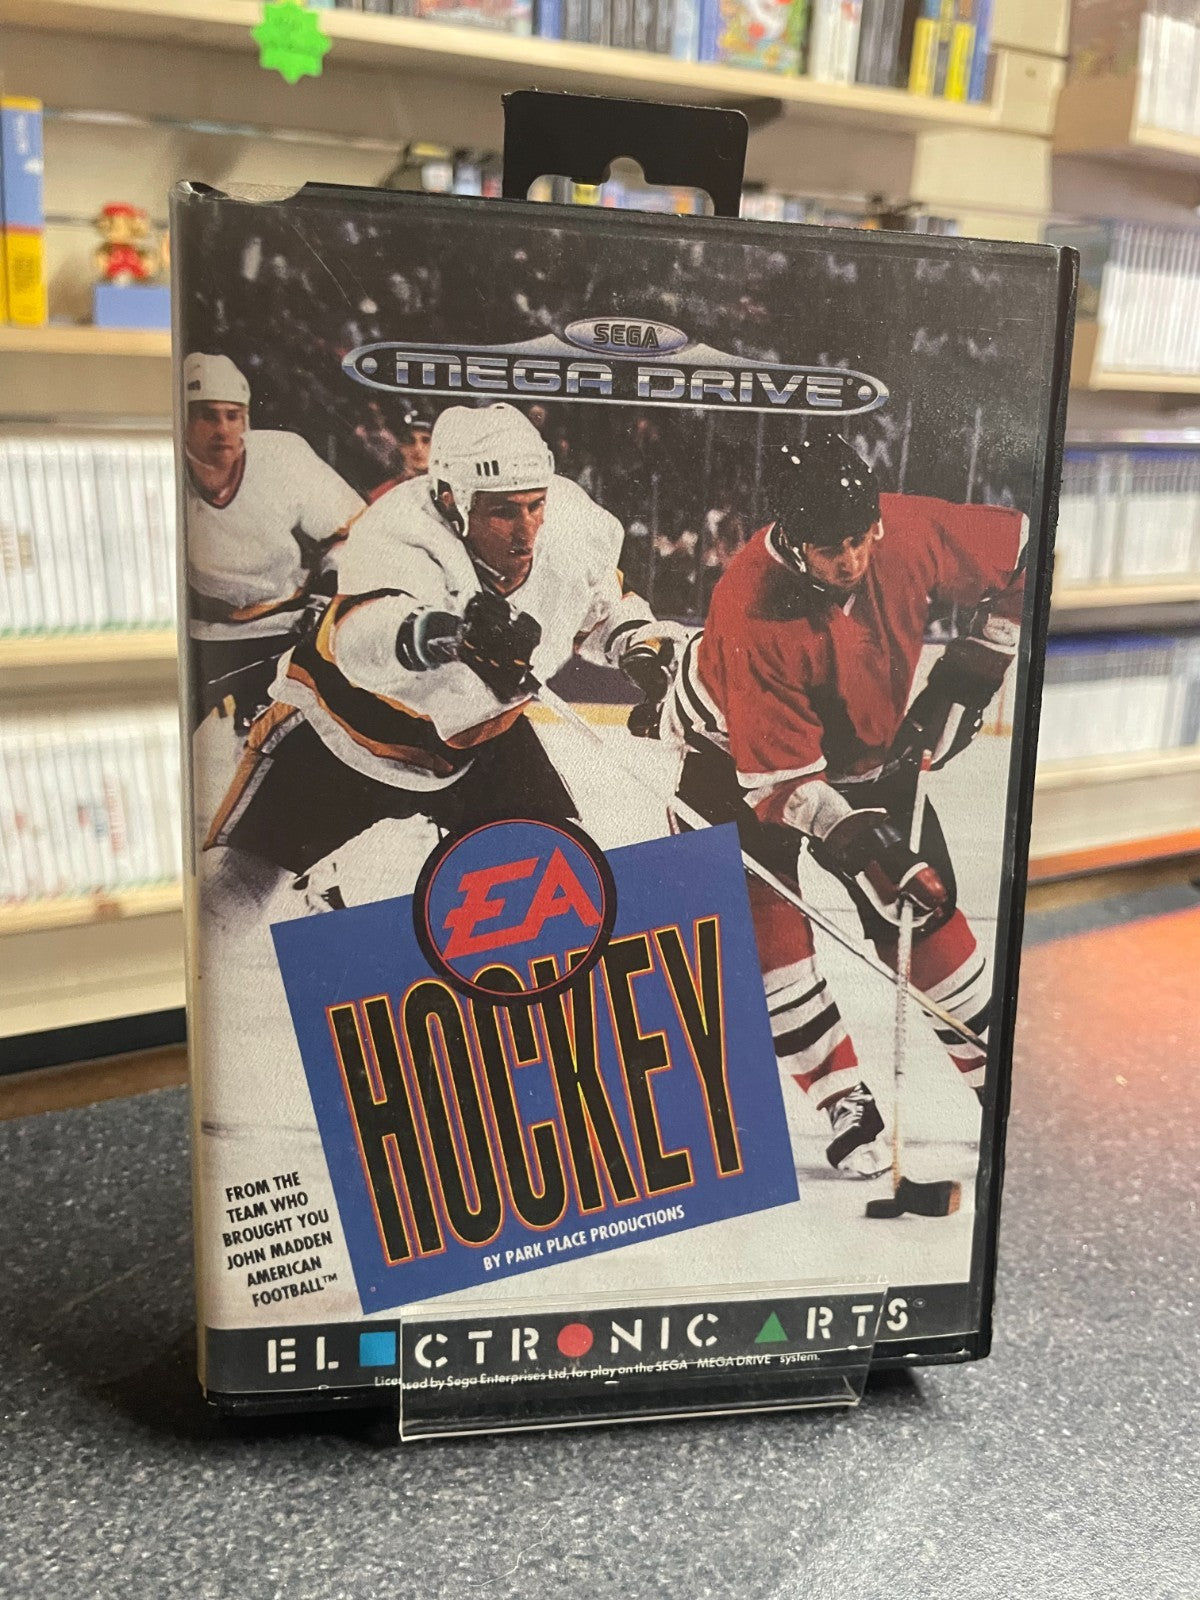 SEGA
MEGA DRIVE
EA
HOCKEY
BY PARK PLACE PRODUCTIONS
FROM THE
TEAM WHO
BROUGHT YOU
JOHN MADDEN
AMERICAN
FOOTBALL™
ELECTRONIC ARTS
Licensed by Sega Enterprises Ltd, for play on the SEGA MEGA DRIVE system.